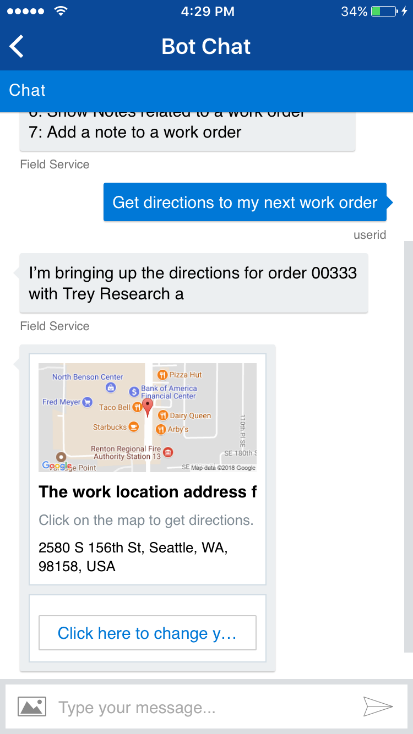 4:29 PM
34%
Bot Chat
Chat
6: Show Notes related to a work order
7: Add a note to a work order
Field Service
Get directions to my next work order
userid
I'm bringing up the directions for order 00333
with Trey Research a
Field Service
North Benson Center
Pizza Hut
Bank of America
Financial Center
Fred Meyer
Taco Bell
Dairy Queen
Starbucks
Arby's
110th Pl SE
Renton Regional Fire
Authority Station 13
SE 180th S
Google
Point
SE
Map data ©2018 Google
The work location address f
Click on the map to get directions.
2580 S 156th St, Seattle, WA,
98158, USA
Click here to change y…
Type your message...